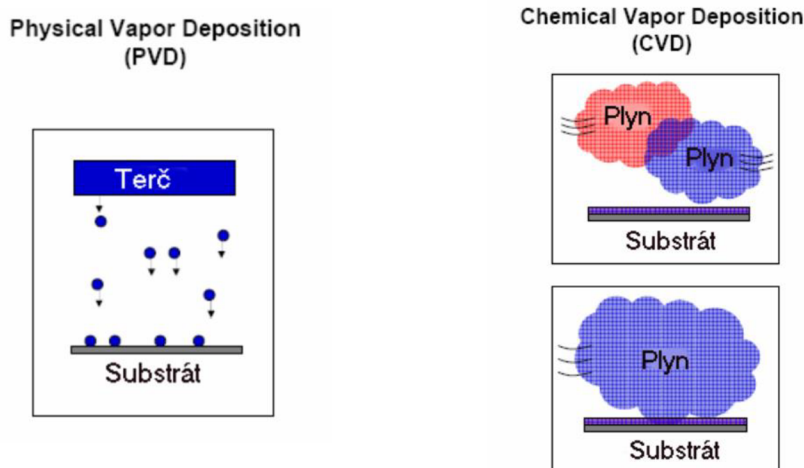 Physical Vapor Deposition
(PVD)
Terč
Substrát
Chemical Vapor Deposition
(CVD)
Plyn
Plyn
Substrát
Plyn
Substrát